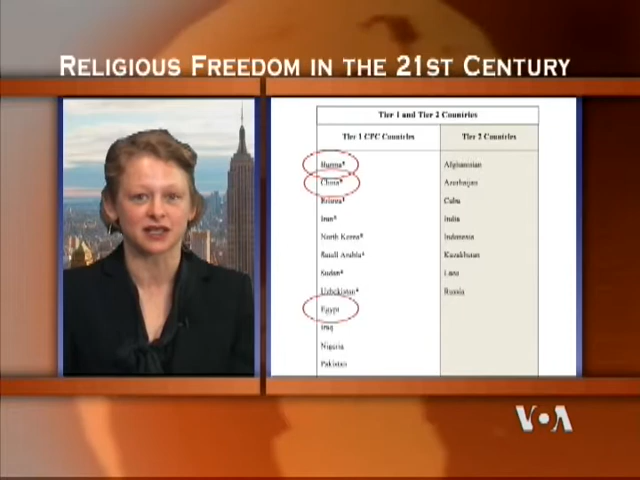 RELIGIOUS FREEDOM IN THE 21ST CENTURY
Tier 1 and Tier 2 Countries
Tier 1 CPC Countries Tier 2 Countries
Burma* Afghanistan
China* Azerbaijan
Eritrea* Cuba
Iran* India
North Korea* Indonesia
Saudi Arabia* Kazakhstan
Sudan* Laos
Uzbekistan* Russia
Egypt
Iraq
Nigeria
Pakistan
VOA